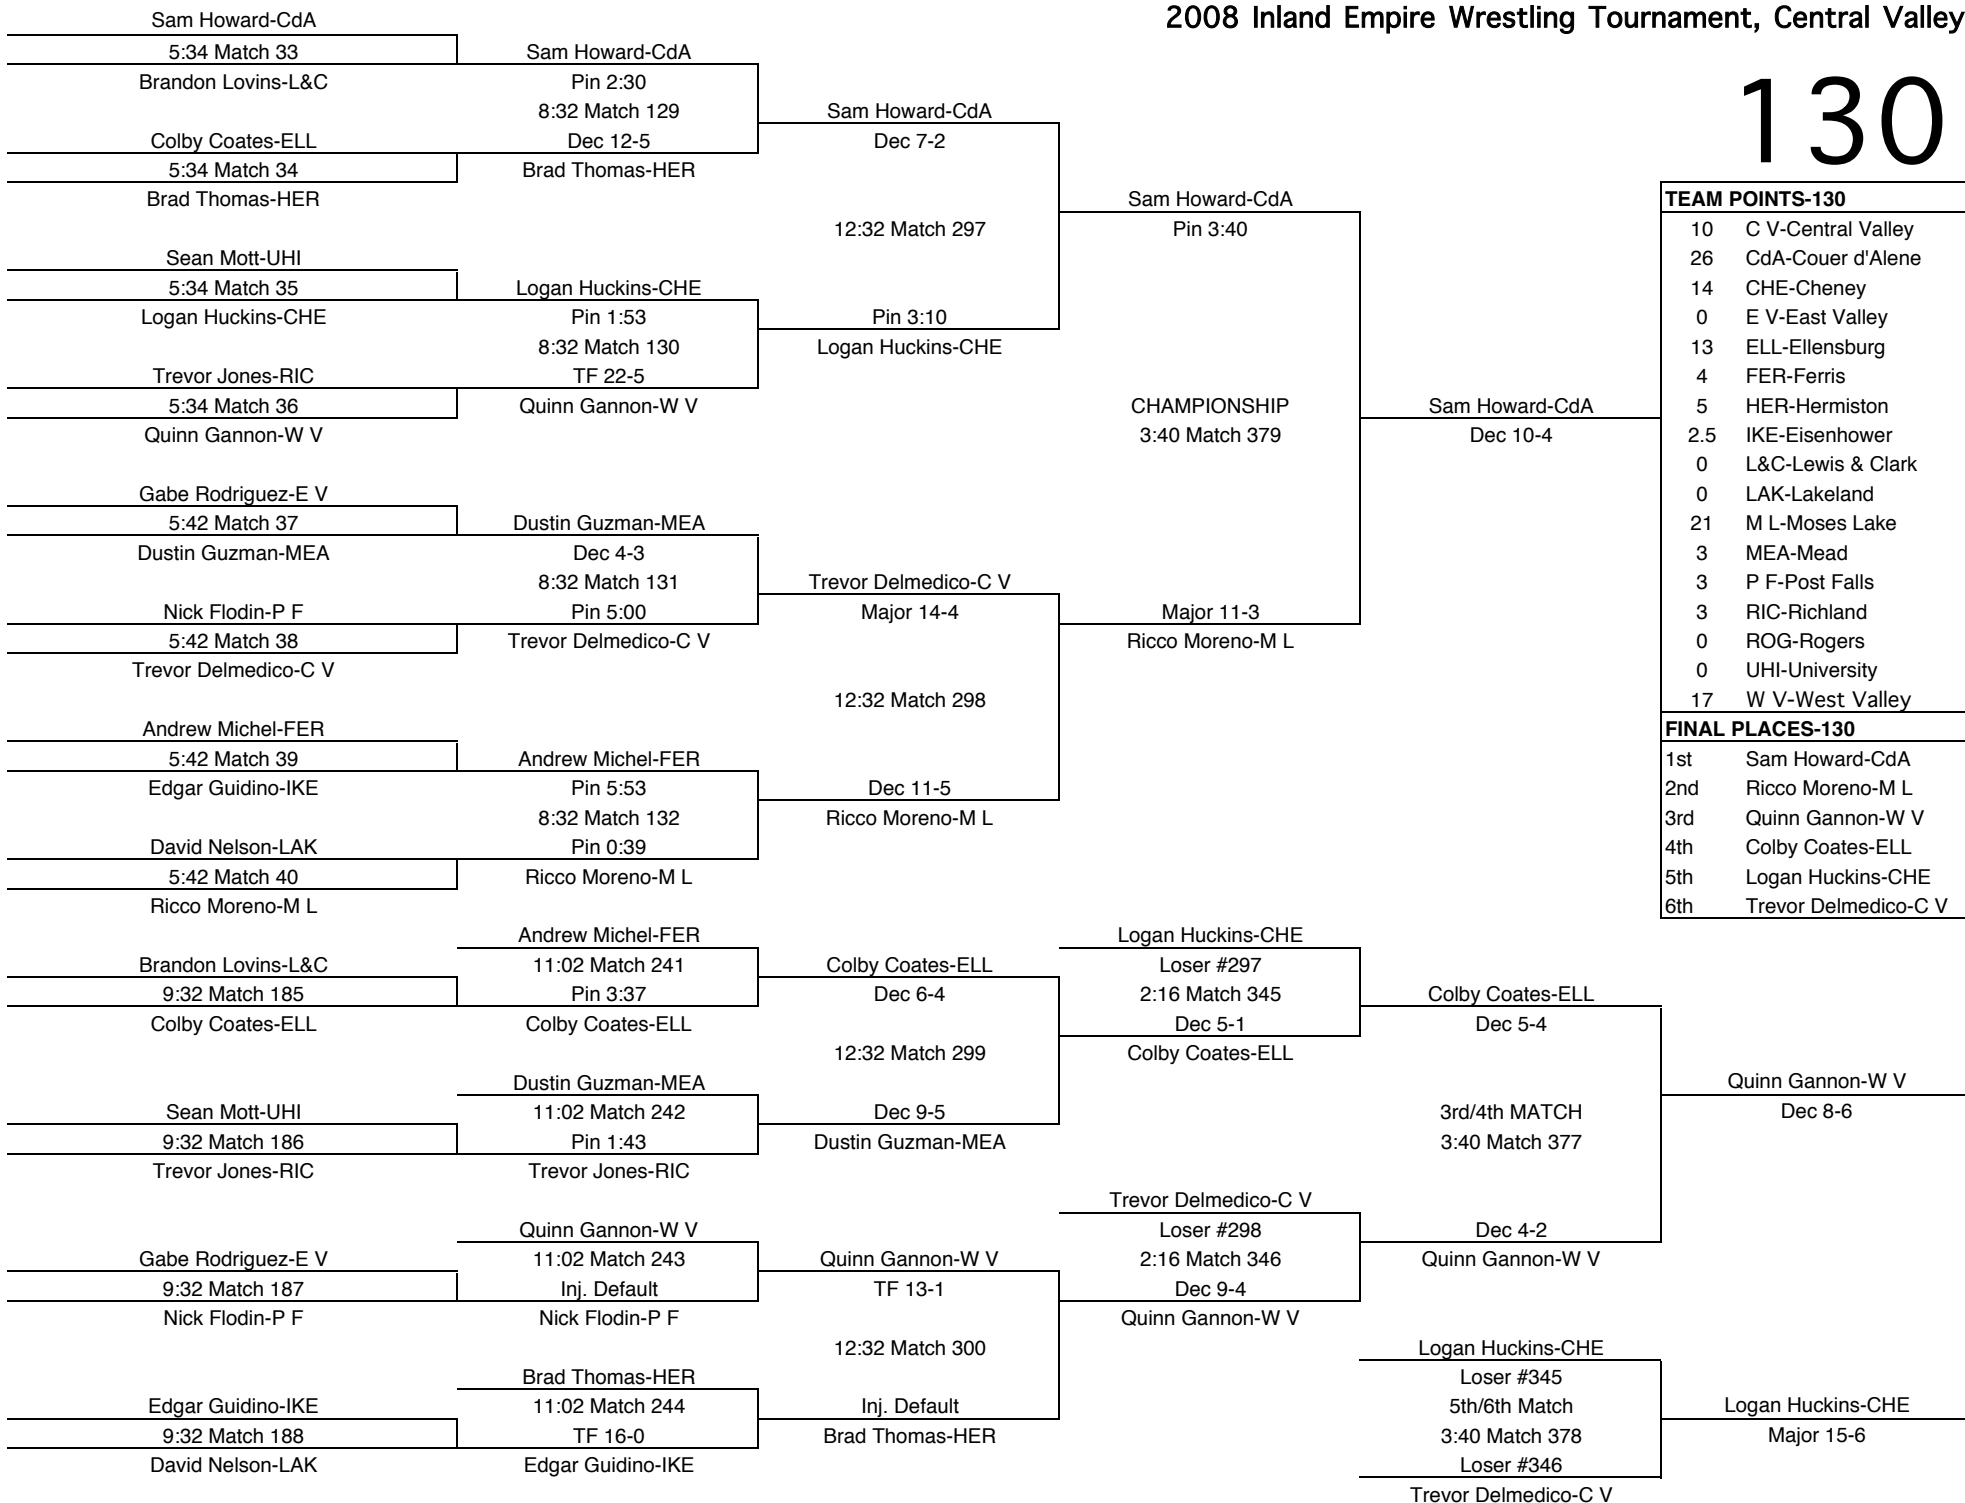 2008 Inland Empire Wrestling Tournament, Central Valley
130
Sam Howard-CdA
5:34 Match 33
Brandon Lovins-L&C
Colby Coates-ELL
5:34 Match 34
Brad Thomas-HER
Sean Mott-UHI
5:34 Match 35
Logan Huckins-CHE
Trevor Jones-RIC
5:34 Match 36
Quinn Gannon-W V
Gabe Rodriguez-E V
5:42 Match 37
Dustin Guzman-MEA
Nick Flodin-P F
5:42 Match 38
Trevor Delmedico-C V
Andrew Michel-FER
5:42 Match 39
Edgar Guidino-IKE
David Nelson-LAK
5:42 Match 40
Ricco Moreno-M L
Sam Howard-CdA
Pin 2:30
8:32 Match 129
Dec 12-5
Brad Thomas-HER
Logan Huckins-CHE
Pin 1:53
8:32 Match 130
TF 22-5
Quinn Gannon-W V
Dustin Guzman-MEA
Dec 4-3
8:32 Match 131
Pin 5:00
Trevor Delmedico-C V
Andrew Michel-FER
Pin 5:53
8:32 Match 132
Pin 0:39
Ricco Moreno-M L
Sam Howard-CdA
Dec 7-2
12:32 Match 297
Pin 3:10
Logan Huckins-CHE
Trevor Delmedico-C V
Major 14-4
12:32 Match 298
Dec 11-5
Ricco Moreno-M L
Sam Howard-CdA
Pin 3:40
CHAMPIONSHIP
3:40 Match 379
Major 11-3
Ricco Moreno-M L
Sam Howard-CdA
Dec 10-4
TEAM POINTS-130
10 C V-Central Valley
26 CdA-Couer d'Alene
14 CHE-Cheney
0 E V-East Valley
13 ELL-Ellensburg
4 FER-Ferris
5 HER-Hermiston
2.5 IKE-Eisenhower
0 L&C-Lewis & Clark
0 LAK-Lakeland
21 M L-Moses Lake
3 MEA-Mead
3 P F-Post Falls
3 RIC-Richland
0 ROG-Rogers
0 UHI-University
17 W V-West Valley
FINAL PLACES-130
1st Sam Howard-CdA
2nd Ricco Moreno-M L
3rd Quinn Gannon-W V
4th Colby Coates-ELL
5th Logan Huckins-CHE
6th Trevor Delmedico-C V
Brandon Lovins-L&C
9:32 Match 185
Colby Coates-ELL
Sean Mott-UHI
9:32 Match 186
Trevor Jones-RIC
Gabe Rodriguez-E V
9:32 Match 187
Nick Flodin-P F
Edgar Guidino-IKE
9:32 Match 188
David Nelson-LAK
Andrew Michel-FER
11:02 Match 241
Pin 3:37
Colby Coates-ELL
Dustin Guzman-MEA
11:02 Match 242
Pin 1:43
Trevor Jones-RIC
Quinn Gannon-W V
11:02 Match 243
Inj. Default
Nick Flodin-P F
Brad Thomas-HER
11:02 Match 244
TF 16-0
Edgar Guidino-IKE
Colby Coates-ELL
Dec 6-4
12:32 Match 299
Dec 9-5
Dustin Guzman-MEA
Quinn Gannon-W V
TF 13-1
12:32 Match 300
Inj. Default
Brad Thomas-HER
Logan Huckins-CHE
Loser #297
2:16 Match 345
Dec 5-1
Colby Coates-ELL
Trevor Delmedico-C V
Loser #298
2:16 Match 346
Dec 9-4
Quinn Gannon-W V
Colby Coates-ELL
Dec 5-4
3rd/4th MATCH
3:40 Match 377
Dec 4-2
Quinn Gannon-W V
Quinn Gannon-W V
Dec 8-6
Logan Huckins-CHE
Loser #345
5th/6th Match
3:40 Match 378
Loser #346
Trevor Delmedico-C V
Logan Huckins-CHE
Major 15-6